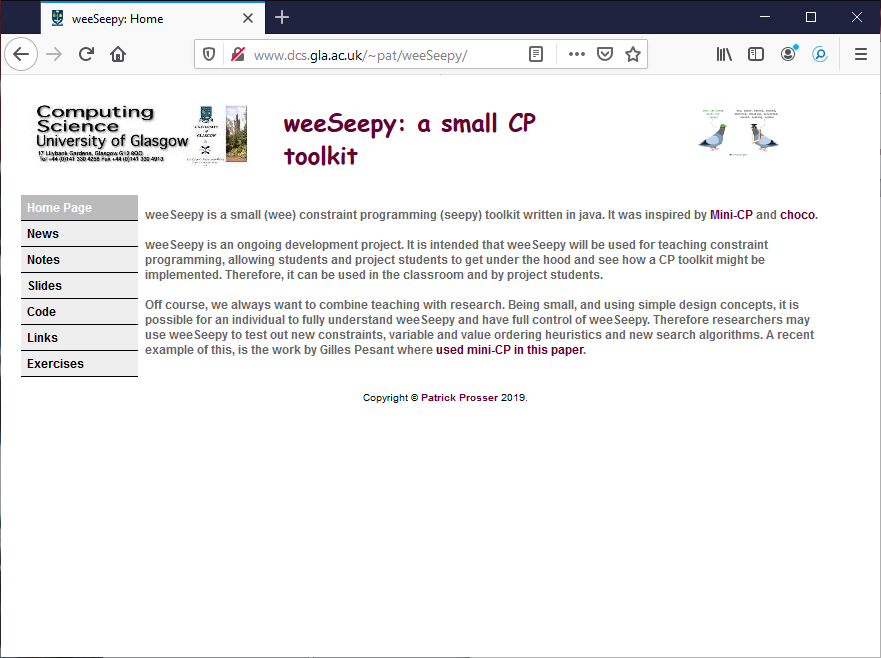 weeSeepy: Home
www.dcs.gla.ac.uk/~pat/weeSeepy/
Computing
Science
University of Glasgow
17 Lilybank Gardens, Glasgow G12 8QQ
Tel +44 (0)141 330 4256 Fax +44 (0)141 330 4913
UNIVERSITY
of
GLASGOW
weeSeepy: a small CP
toolkit
Home Page
News
Notes
Slides
Code
Links
Exercises
weeSeepy is a small (wee) constraint programming (seepy) toolkit written in java. It was inspired by Mini-CP and choco.
weeSeepy is an ongoing development project. It is intended that weeSeepy will be used for teaching constraint
programming, allowing students and project students to get under the hood and see how a CP toolkit might be
implemented. Therefore, it can be used in the classroom and by project students.
Off course, we always want to combine teaching with research. Being small, and using simple design concepts, it is
possible for an individual to fully understand weeSeepy and have full control of weeSeepy. Therefore researchers may
use weeSeepy to test out new constraints, variable and value ordering heuristics and new search algorithms. A recent
example of this, is the work by Gilles Pesant where used mini-CP in this paper.
Copyright © Patrick Prosser 2019.